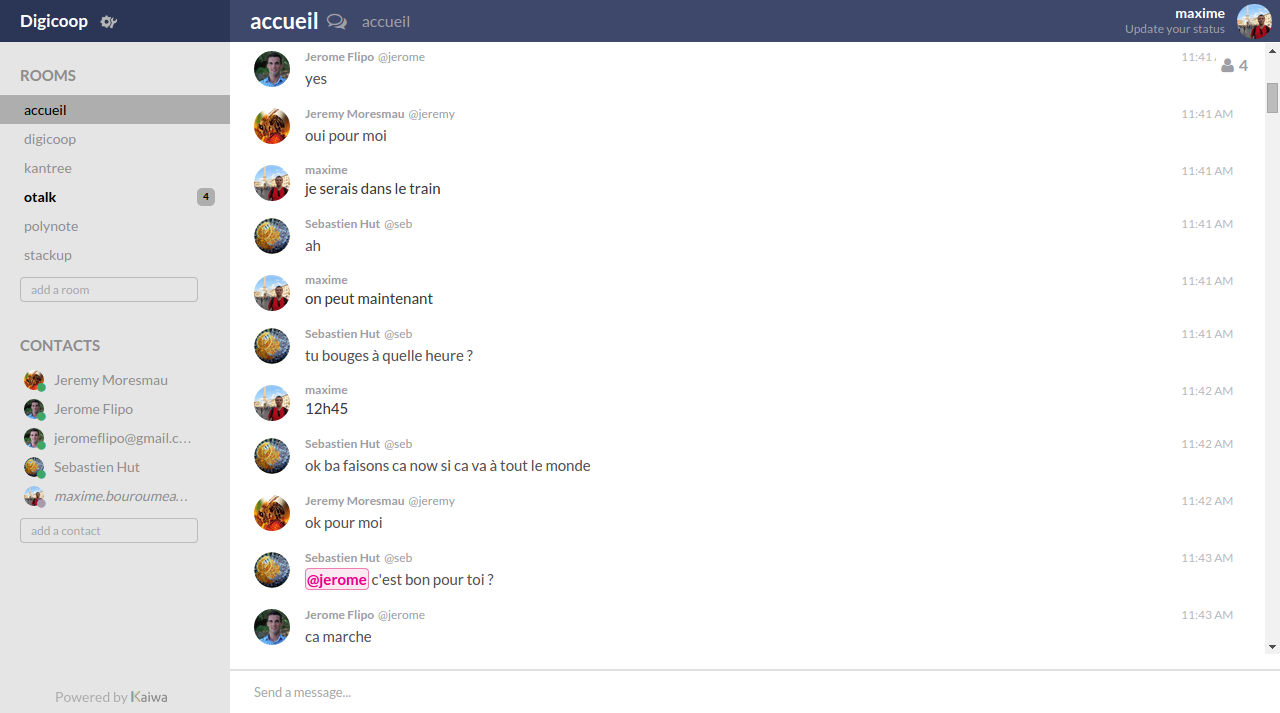 Digicoop
accueil accueil
maxime
Update your status
ROOMS
accueil
digicoop
kantree
otalk 4
polynote
stackup
add a room
CONTACTS
Jeremy Moresmau
Jerome Flipo
jeromeflipo@gmail.c...
Sebastien Hut
maxime.bouroumea...
add a contact
Powered by Kaiwa
4
Jerome Flipo @jerome 11:41
yes
Jeremy Moresmau @jeremy 11:41 AM
oui pour moi
maxime 11:41 AM
je serais dans le train
Sebastien Hut @seb 11:41 AM
ah
maxime 11:41 AM
on peut maintenant
Sebastien Hut @seb 11:41 AM
tu bouges à quelle heure ?
maxime 11:42 AM
12h45
Sebastien Hut @seb 11:42 AM
ok ba faisons ca now si ca va à tout le monde
Jeremy Moresmau @jeremy 11:42 AM
ok pour moi
Sebastien Hut @seb 11:43 AM
@jerome c'est bon pour toi ?
Jerome Flipo @jerome 11:43 AM
ca marche
Send a message...